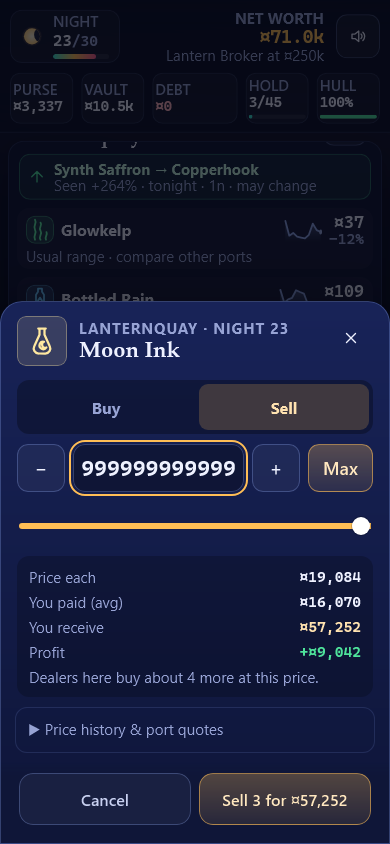 NIGHT
23/30
NET WORTH
¤71.0k
Lantern Broker at ¤250k
PURSE
¤3,337
VAULT
¤10.5k
DEBT
¤0
HOLD
3/45
HULL
100%
Synth Saffron → Copperhook
Seen +264% · tonight · 1n · may change
Glowkelp
¤37
−12%
Usual range · compare other ports
Bottled Rain
¤109
LANTERNQUAY · NIGHT 23
Moon Ink
×
Buy
Sell
−
999999999999
+
Max
Price each
¤19,084
You paid (avg)
¤16,070
You receive
¤57,252
Profit
+¤9,042
Dealers here buy about 4 more at this price.
▶ Price history & port quotes
Cancel
Sell 3 for ¤57,252